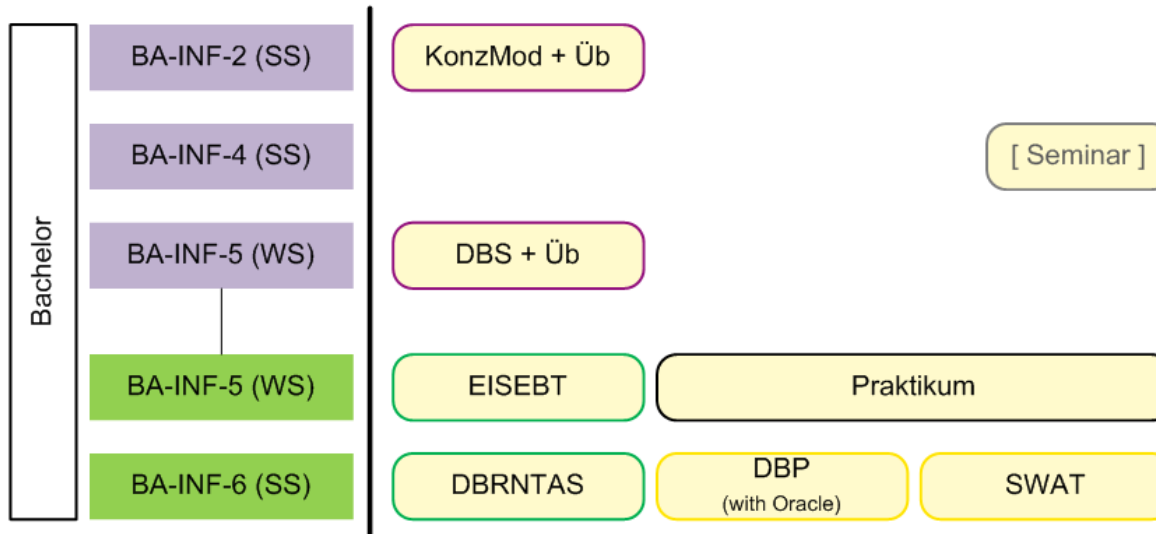 Bachelor
BA-INF-2 (SS)
KonzMod + Üb
BA-INF-4 (SS)
[ Seminar ]
BA-INF-5 (WS)
DBS + Üb
BA-INF-5 (WS)
EISEBT
Praktikum
BA-INF-6 (SS)
DBRNTAS
DBP
(with Oracle)
SWAT